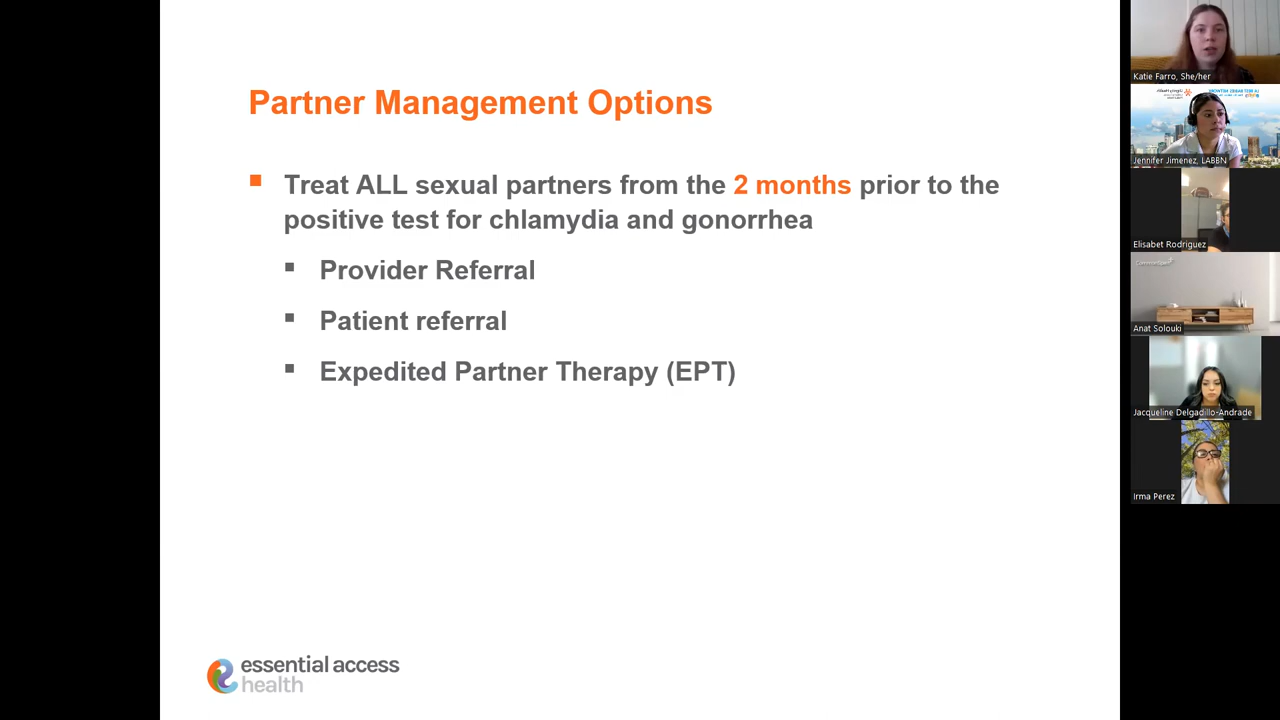 Partner Management Options
Treat ALL sexual partners from the 2 months prior to the
positive test for chlamydia and gonorrhea
Provider Referral
Patient referral
Expedited Partner Therapy (EPT)
essential access
health
Katie Farro, She/her
Jennifer Jimenez, LABBN
Elisabet Rodriguez
Anat Solouki
Jacqueline Delgadillo-Andrade
Irma Perez